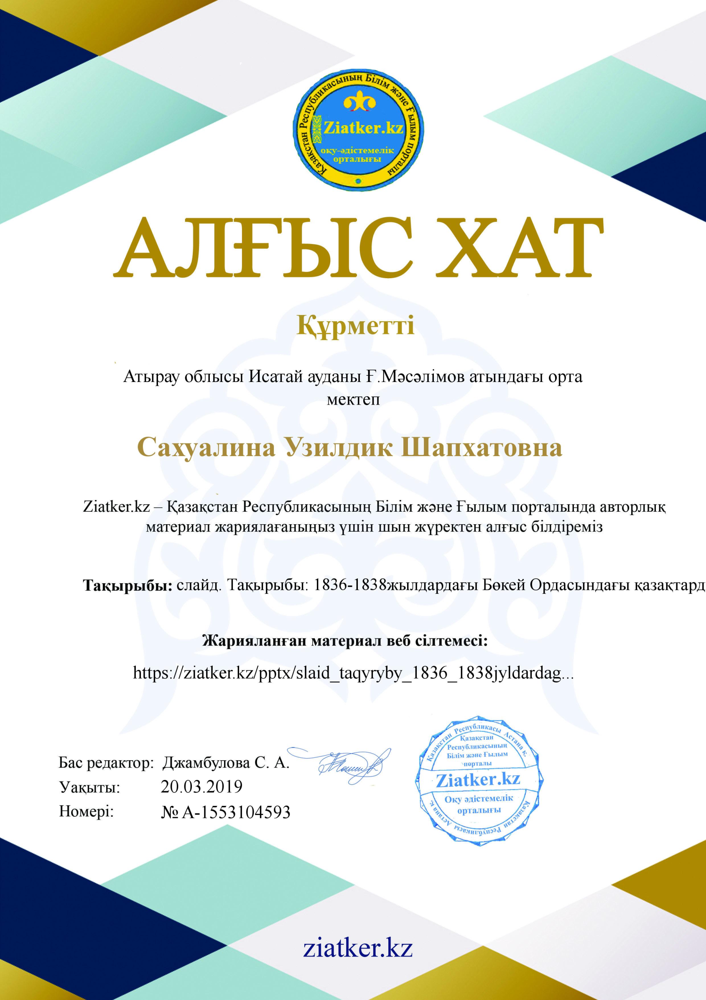 Қазақстан Республикасының Білім және Ғылым порталы
Ziatker.kz
оқу-әдістемелік
орталығы
АЛҒЫС ХАТ
Құрметті
Атырау облысы Исатай ауданы Ғ.Мәсәлімов атындағы орта
мектеп
Сахуалина Узилдик Шапхатовна
Ziatker.kz – Қазақстан Республикасының Білім және Ғылым порталында авторлық
материал жариялағаныңыз үшін шын жүректен алғыс білдіреміз
Тақырыбы: слайд. Тақырыбы: 1836-1838жылдардағы Бөкей Ордасындағы қазақтард
Жарияланған материал веб сілтемесі:
https://ziatker.kz/pptx/slaid_taqyryby_1836_1838jyldardag...
Бас редактор: Джамбулова С. А.
Уақыты: 20.03.2019
Номері: № А-1553104593
Қазақстан Республикасы Астана қ.
Қазақстан
Республикасының
Білім және Ғылым
порталы
Ziatker.kz
Оқу әдістемелік
орталығы
Қазақстан Республикасы Астана қ.
ziatker.kz